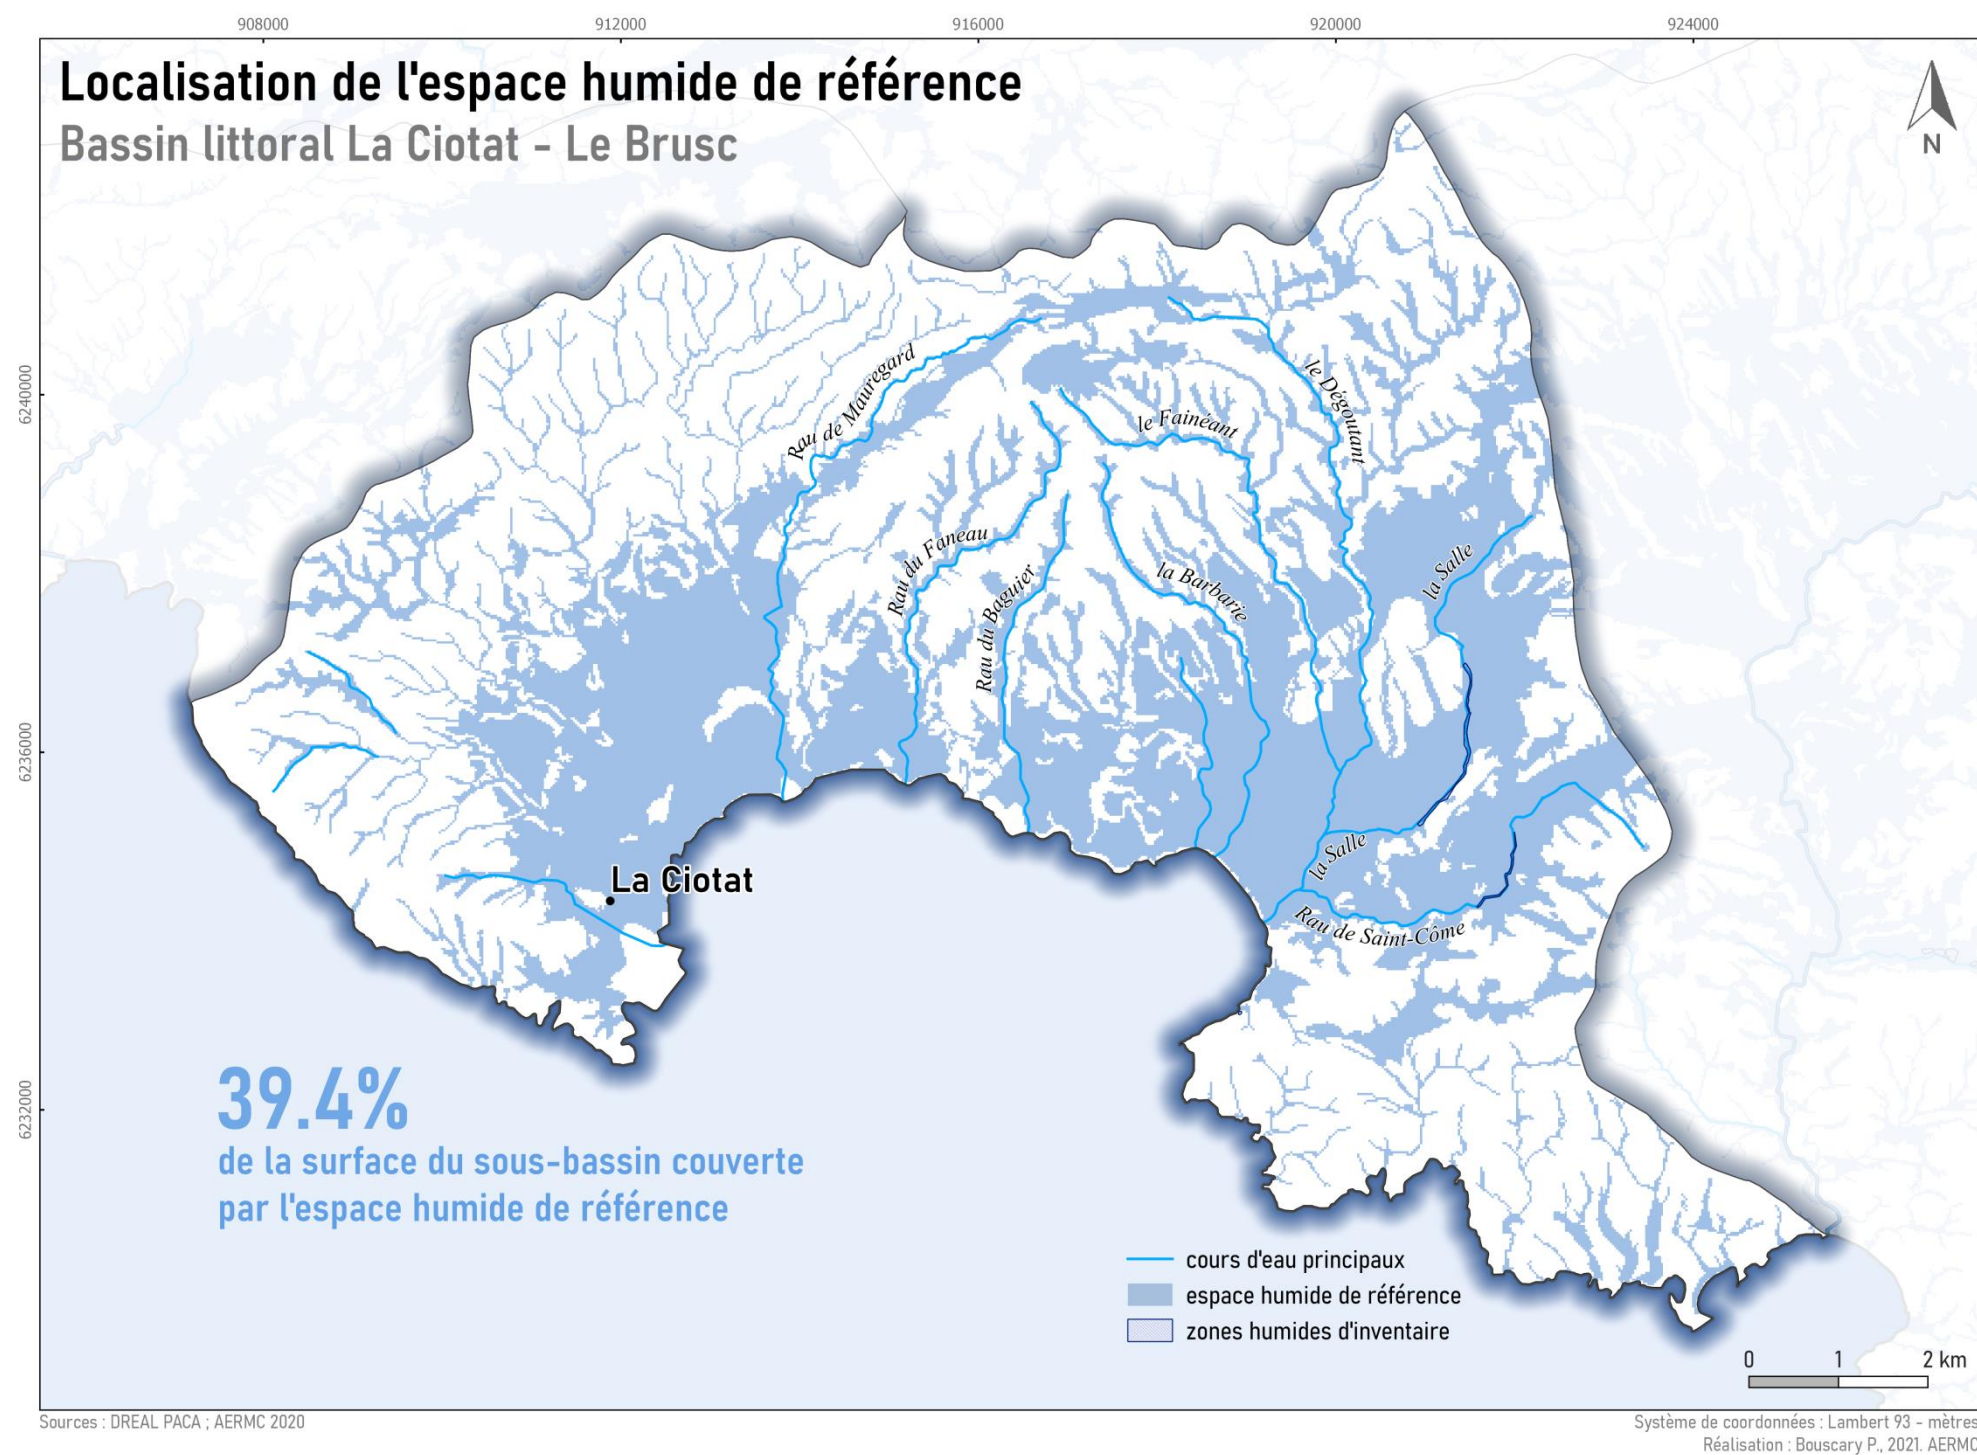 908000
912000
916000
920000
924000
Localisation de l'espace humide de référence
Bassin littoral La Ciotat - Le Brusc
N
6240000
6236000
6232000
Rau de Mauregard
le Dégoutant
le Fainéant
Rau du Faneau
la Salle
Rau du Baguier
la Barbarie
la Salle
La Ciotat
Rau de Saint-Côme
39.4%
de la surface du sous-bassin couverte
par l'espace humide de référence
cours d'eau principaux
espace humide de référence
zones humides d'inventaire
0 1 2 km
Sources : DREAL PACA ; AERMC 2020
Système de coordonnées : Lambert 93 - mètres
Réalisation : Bouscary P., 2021. AERMC